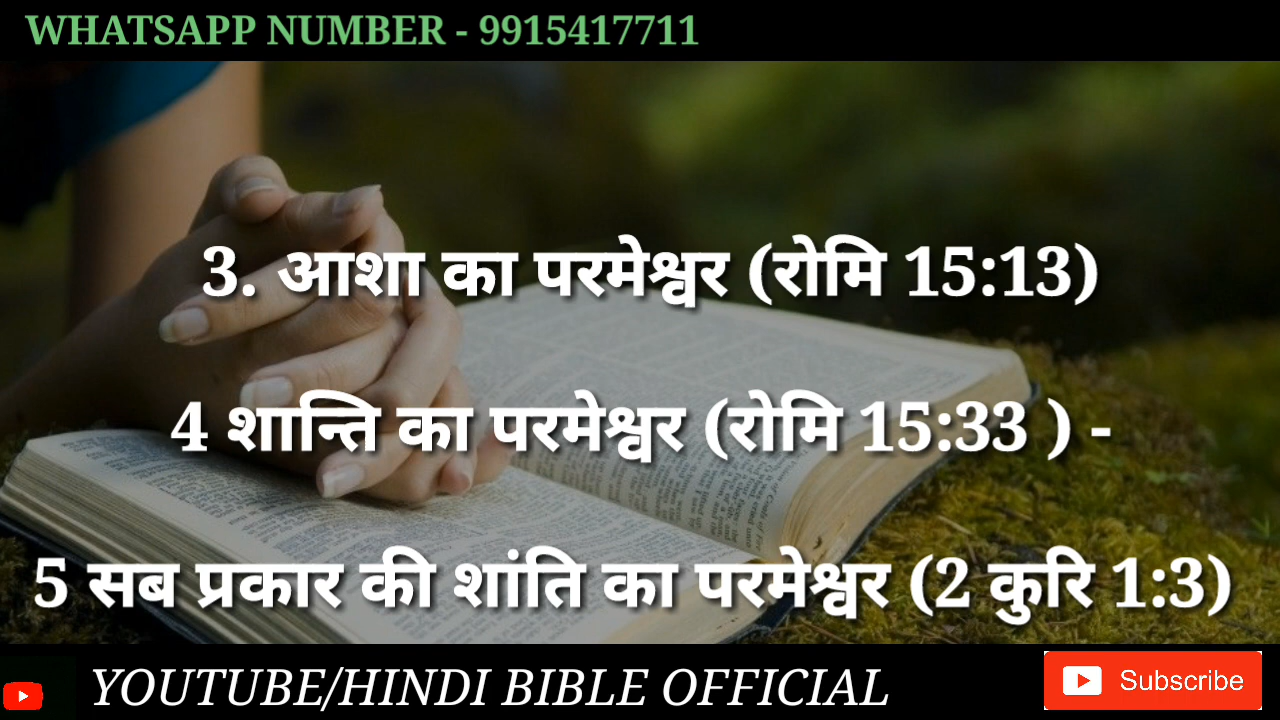 WHATSAPP NUMBER - 9915417711
3. आशा का परमेश्वर (रोमि 15:13)
4 शान्ति का परमेश्वर (रोमि 15:33 ) -
5 सब प्रकार की शांति का परमेश्वर (2 कुरि 1:3)
YOUTUBE/HINDI BIBLE OFFICIAL
Subscribe